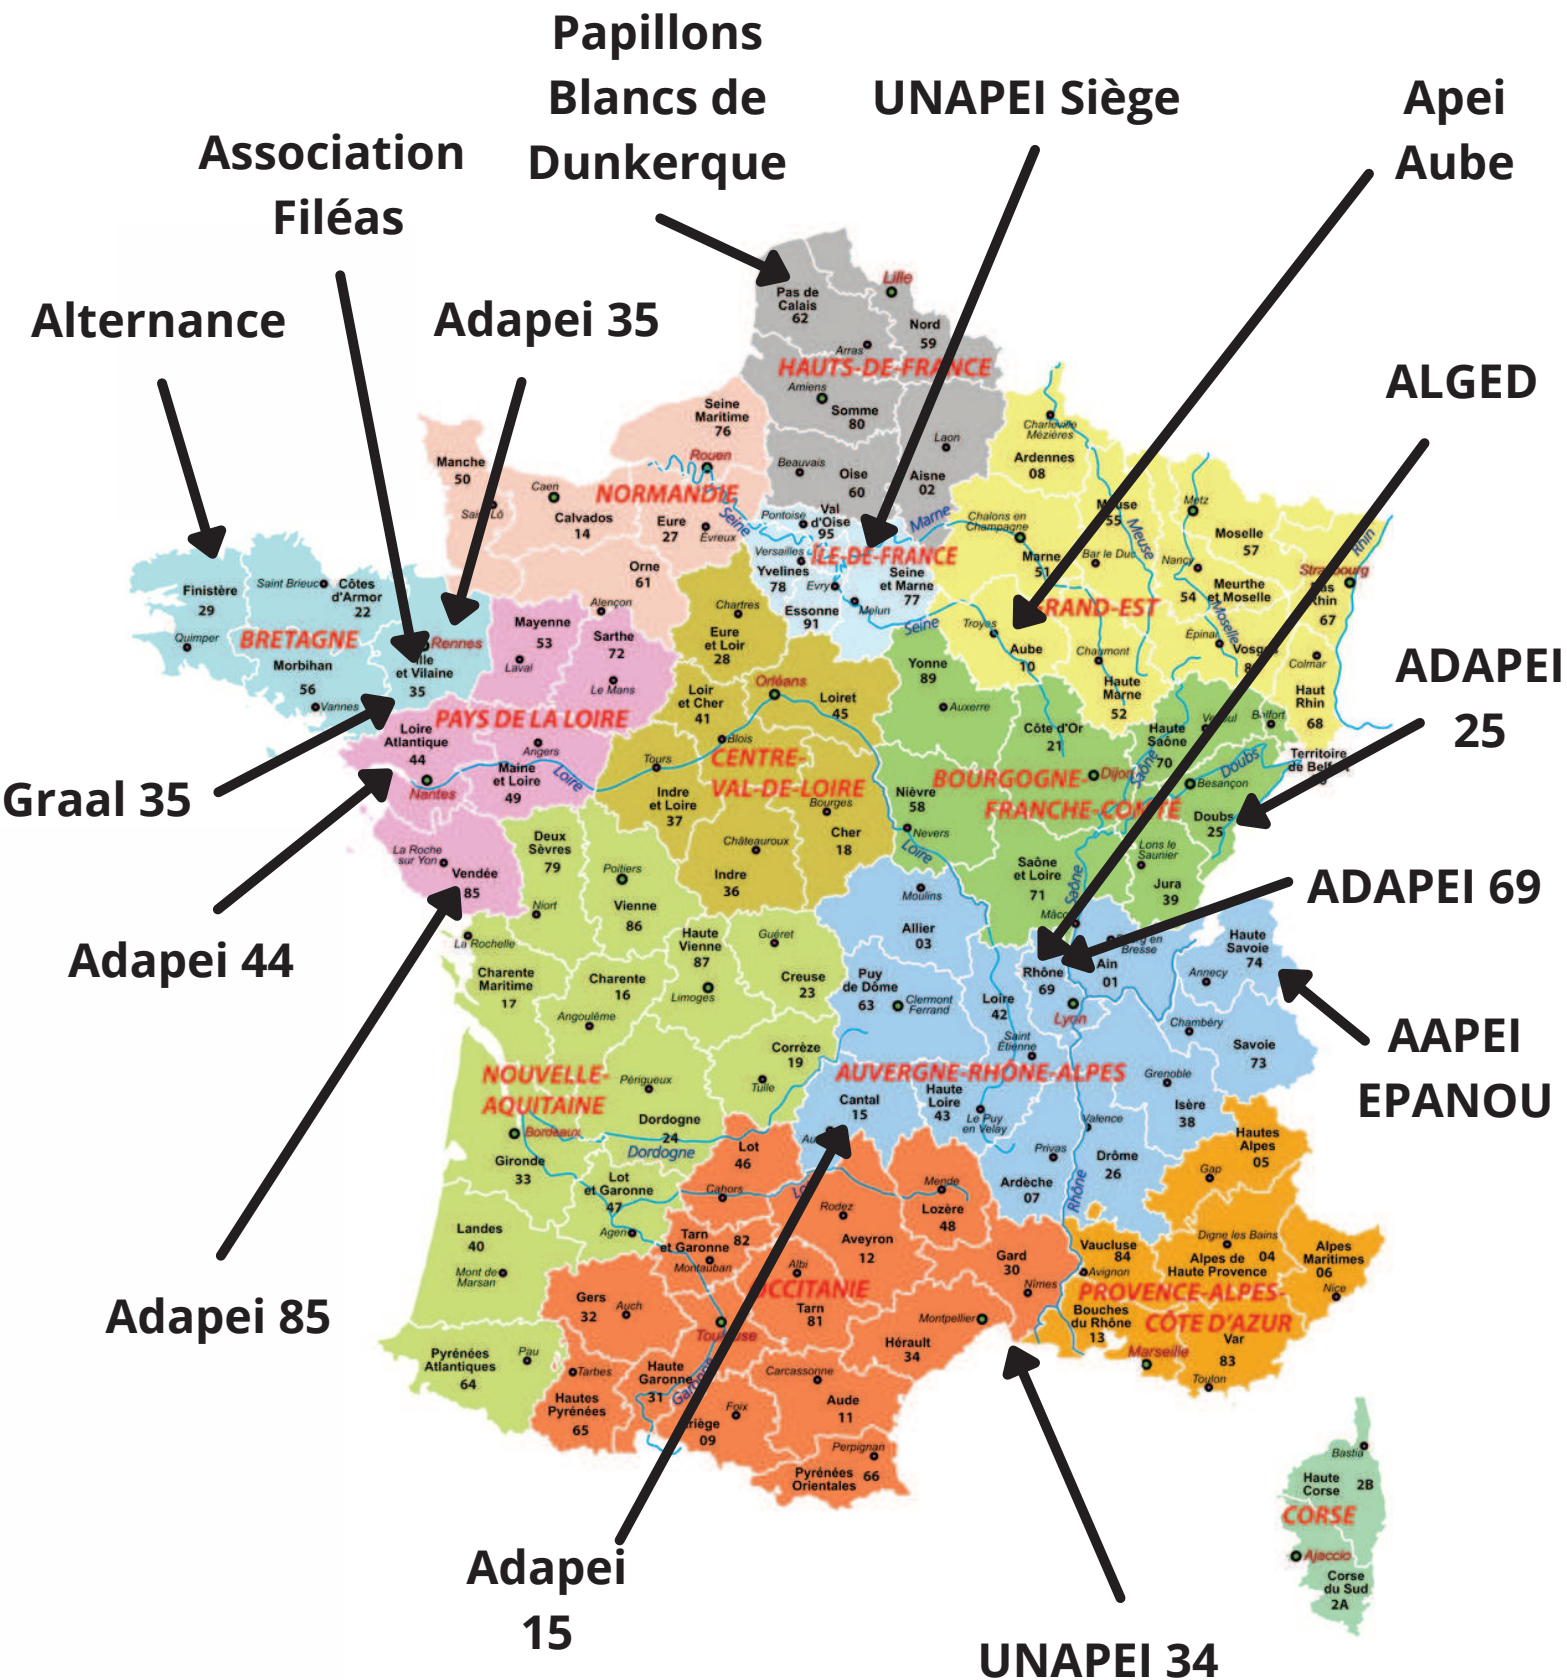 Papillons
Blancs de
Dunkerque
UNAPEI Siège
Apei
Aube
Association
Filéas
Alternance
Adapei 35
ALGED
ADAPEI
25
Graal 35
ADAPEI 69
Adapei 44
AAPEI
EPANOU
Adapei 85
Adapei
15
UNAPEI 34
Lille
Pas de
Calais
62
Nord
59
Arras
HAUTS-DE-FRANCE
Amiens
Somme
80
Laon
Beauvais
Oise
60
Aisne
02
Seine
Maritime
76
Rouen
Manche
50
Caen
NORMANDIE
Calvados
14
Eure
27
Evreux
Seine
Orne
61
Alençon
Charleville
Mézières
Ardennes
08
Chalons en
Champagne
Marne
Marne
51
55
Meuse
Metz
Moselle
57
Bar le Duc
Nancy
Meurthe
et Moselle
54
Moselle
Rhin
67
Rhin
Épinal
88
Colmar
Haut
Rhin
68
Troyes
Aube
10
Chaumont
Haute
Marne
52
Pontoise
Val
d'Oise
95
Versailles
ÎLE-DE-FRANCE
Yvelines
78
Evry
Seine
et Marne
77
Melun
Essonne
91
Seine
Finistère
29
Saint Brieuc
Côtes
d'Armor
22
Quimper
BRETAGNE
Rennes
Morbihan
56
Vannes
et Vilaine
35
Mayenne
53
Laval
Sarthe
72
Le Mans
PAYS DE LA LOIRE
Loire
Atlantique
44
Nantes
Angers
Maine
et Loire
49
Loire
La Roche
sur Yon
Vendée
85
Chartres
Eure
et Loir
28
Orléans
Loir
et Cher
41
Loiret
45
Blois
Tours
CENTRE-
VAL-DE-LOIRE
Indre
et Loire
37
Bourges
Cher
18
Châteauroux
Indre
36
Yonne
89
Auxerre
Côte d'Or
21
Haute
Saône
70
Belfort
Territoire
Saône
Doubs
BOURGOGNE-
Dijon
Besançon
FRANCHE-COMTÉ
Nièvre
58
Nevers
Loire
Doubs
25
Lons le
Saunier
Jura
39
Saône
et Loire
71
Saône
Deux
Sèvres
79
Poitiers
Vienne
86
Niort
La Rochelle
Charente
Maritime
17
Charente
16
Angoulême
Haute
Vienne
87
Limoges
Guéret
Creuse
23
Corrèze
19
Tulle
NOUVELLE-
AQUITAINE
Périgueux
Dordogne
24
Dordogne
Bordeaux
Gironde
33
Lot
et Garonne
47
Agen
Landes
40
Mont de
Marsan
Pyrénées
Atlantiques
64
Pau
Moulins
Allier
03
Puy
de Dôme
63
Clermont
Ferrand
Loire
42
Rhône
69
Lyon
Bresse
Ain
01
Haute
Savoie
74
Annecy
Chambéry
Savoie
73
Saint
Étienne
AUVERGNE-RHÔNE-ALPES
Grenoble
Isère
38
Cantal
15
Haute
Loire
43
Le Puy
en Velay
Valence
Privas
Drôme
26
Ardèche
07
Rhône
Lot
46
Cahors
Rodez
Aveyron
12
Mende
Lozère
48
Tarn
et Garonne
82
Montauban
Albi
OCCITANIE
Tarn
81
Gard
30
Nîmes
Gers
32
Auch
Montpellier
Hérault
34
Tarbes
Hautes
Pyrénées
65
Haute
Garonne
31
Foix
09
Carcassonne
Aude
11
Perpignan
Pyrénées
Orientales
66
Hautes
Alpes
05
Gap
Vaucluse
84
Avignon
Digne les Bains
Alpes de
Haute Provence
04
Alpes
Maritimes
06
Nice
PROVENCE-ALPES-
CÔTE D'AZUR
Bouches
du Rhône
13
Marseille
Var
83
Toulon
Bastia
Haute
Corse
2B
CORSE
Ajaccio
Corse
du Sud
2A